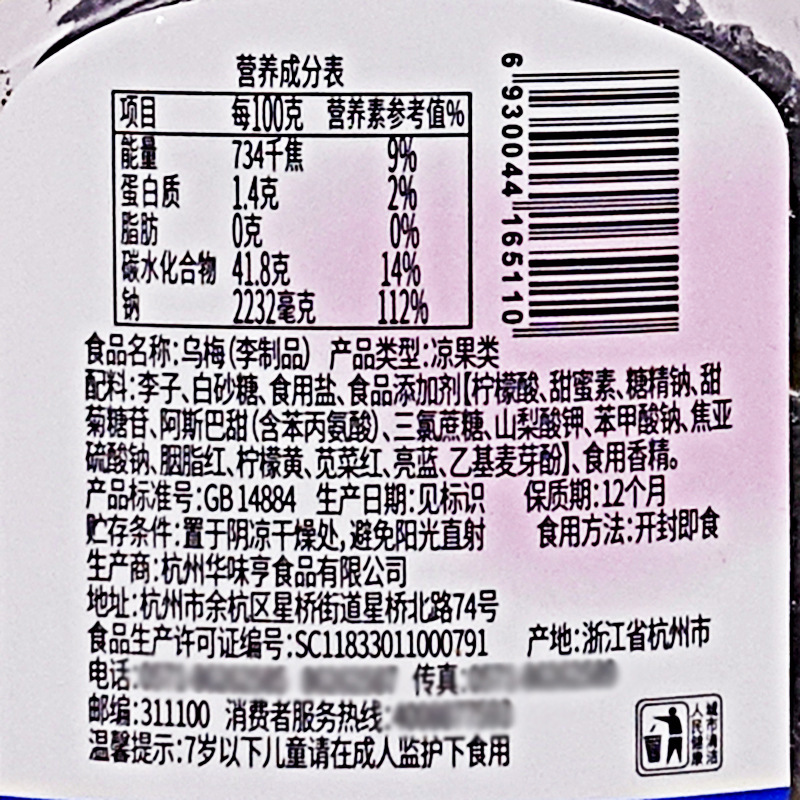 营养成分表
项目 每100克 营养素参考值%
能量 734千焦 9%
蛋白质 1.4克 2%
脂肪 0克 0%
碳水化合物 41.8克 14%
钠 2232毫克 112%
6 930044 165110
食品名称:乌梅(李制品) 产品类型:凉果类
配料:李子、白砂糖、食用盐、食品添加剂【柠檬酸、甜蜜素、糖精钠、甜
菊糖苷、阿斯巴甜(含苯丙氨酸)、三氯蔗糖、山梨酸钾、苯甲酸钠、焦亚
硫酸钠、胭脂红、柠檬黄、苋菜红、亮蓝、乙基麦芽酚】、食用香精。
产品标准号:GB 14884 生产日期:见标识 保质期:12个月
贮存条件:置于阴凉干燥处,避免阳光直射 食用方法:开封即食
生产商:杭州华味亨食品有限公司
地址:杭州市余杭区星桥街道星桥北路74号
食品生产许可证编号:SC11833011000791 产地:浙江省杭州市
电话: 传真:
邮编:311100 消费者服务热线:
温馨提示:7岁以下儿童请在成人监护下食用
城市清洁
人民健康